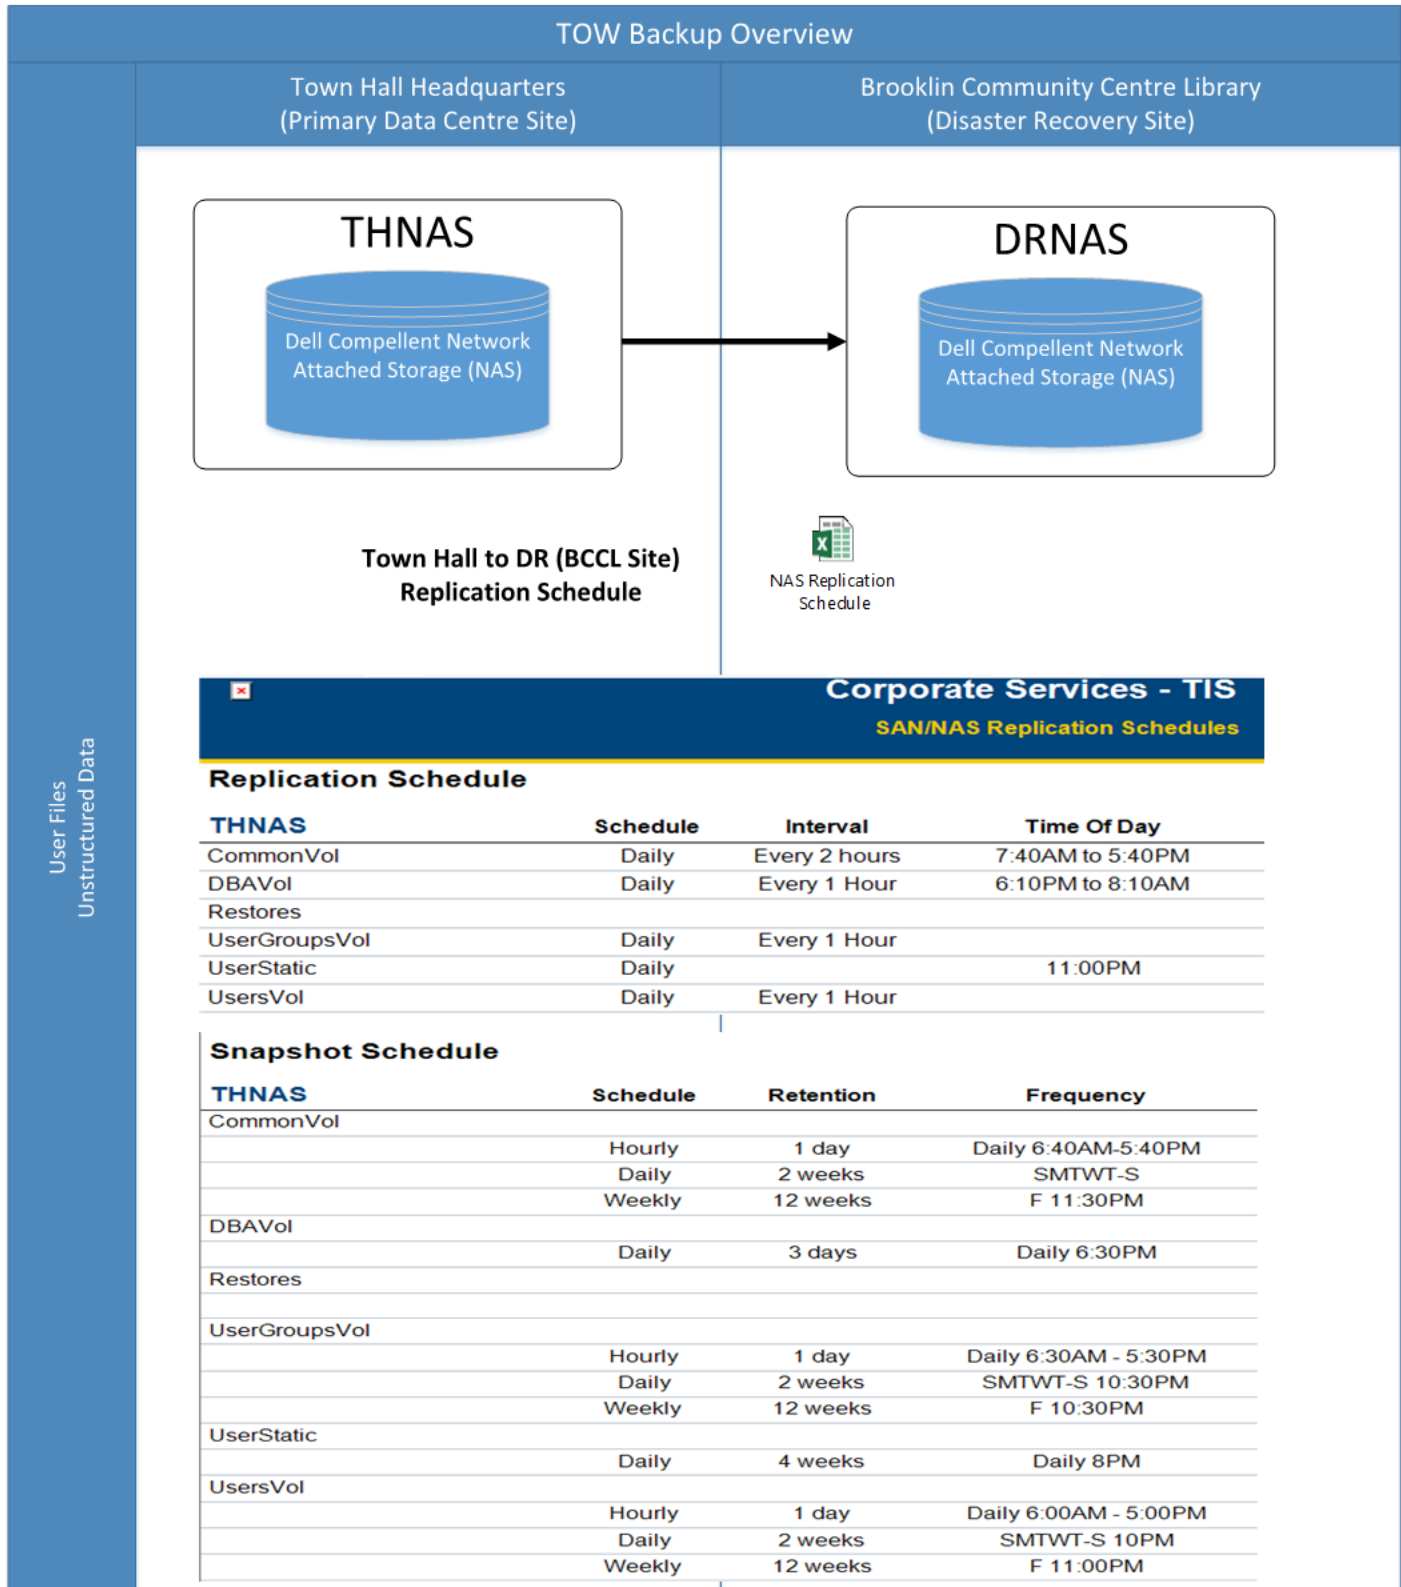 TOW Backup Overview
Town Hall Headquarters
(Primary Data Centre Site)
Brooklin Community Centre Library
(Disaster Recovery Site)
User Files
Unstructured Data
THNAS
Dell Compellent Network
Attached Storage (NAS)
DRNAS
Dell Compellent Network
Attached Storage (NAS)
Town Hall to DR (BCCL Site)
Replication Schedule
NAS Replication
Schedule
Corporate Services - TIS
SAN/NAS Replication Schedules
Replication Schedule
THNAS Schedule Interval Time Of Day
CommonVol Daily Every 2 hours 7:40AM to 5:40PM
DBAVol Daily Every 1 Hour 6:10PM to 8:10AM
Restores
UserGroupsVol Daily Every 1 Hour
UserStatic Daily 11:00PM
UsersVol Daily Every 1 Hour
Snapshot Schedule
THNAS Schedule Retention Frequency
CommonVol
Hourly 1 day Daily 6:40AM-5:40PM
Daily 2 weeks SMTWT-S
Weekly 12 weeks F 11:30PM
DBAVol
Daily 3 days Daily 6:30PM
Restores
UserGroupsVol
Hourly 1 day Daily 6:30AM - 5:30PM
Daily 2 weeks SMTWT-S 10:30PM
Weekly 12 weeks F 10:30PM
UserStatic
Daily 4 weeks Daily 8PM
UsersVol
Hourly 1 day Daily 6:00AM - 5:00PM
Daily 2 weeks SMTWT-S 10PM
Weekly 12 weeks F 11:00PM